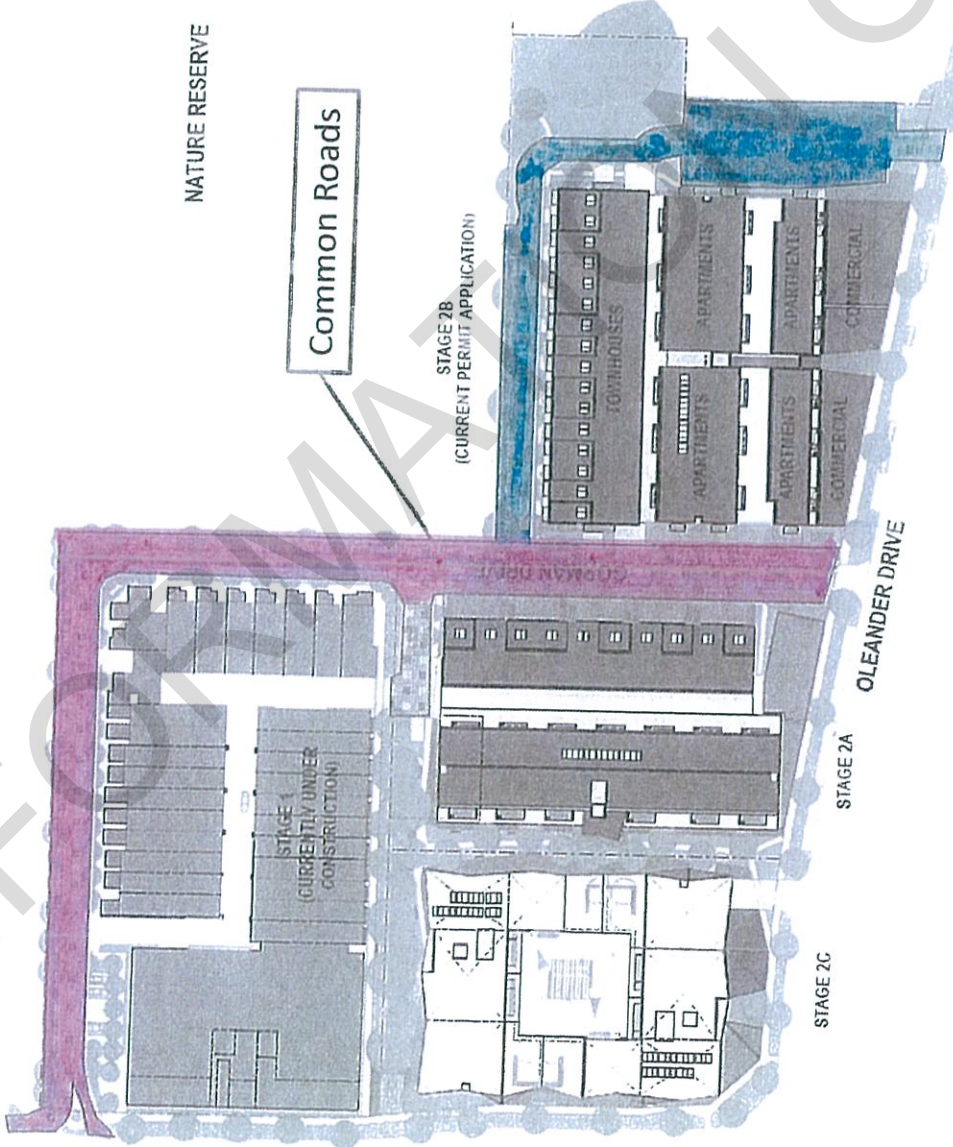 NATURE RESERVE
Common Roads
STAGE 2B
(CURRENT PERMIT APPLICATION)
TOWNHOUSES
APARTMENTS
APARTMENTS
APARTMENTS
APARTMENTS
COMMERCIAL
COMMERCIAL
OLEANDER DRIVE
STAGE 1
(CURRENTLY UNDER
CONSTRUCTION)
STAGE 2A
STAGE 2C
FORMATION